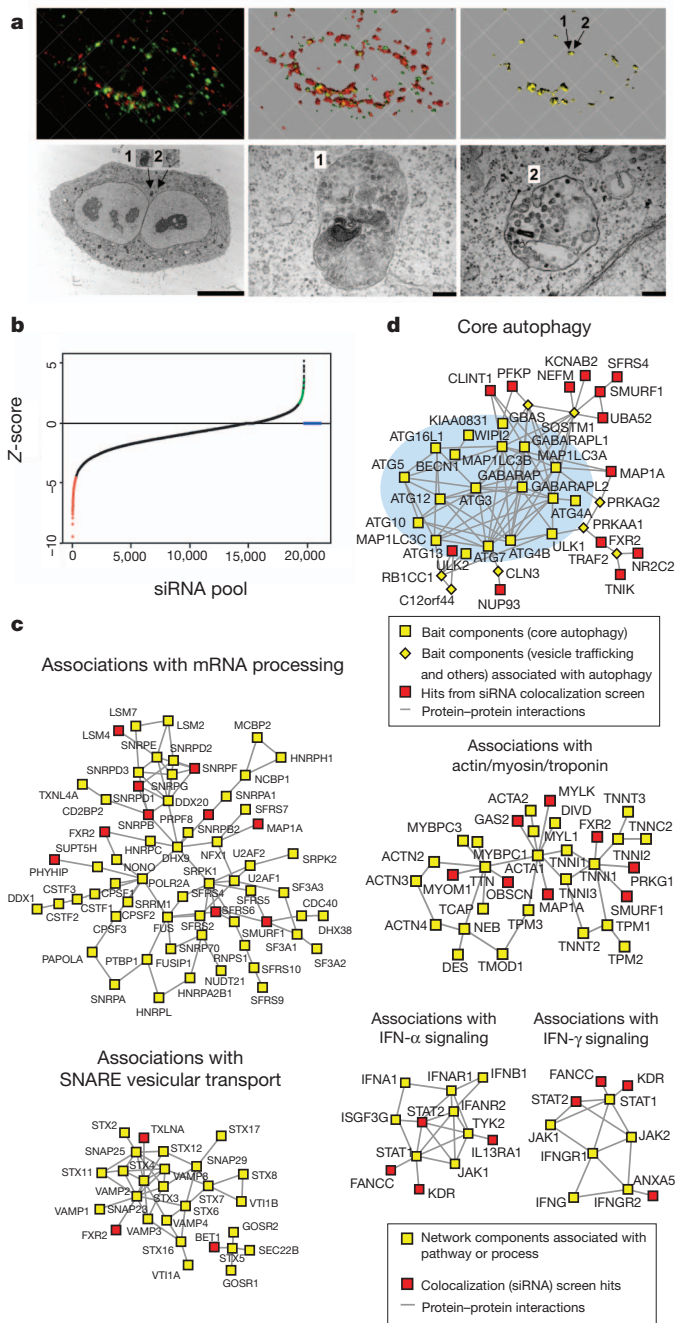 a
1 2
1 2
1
2
b
5
0
−5
−10
Z-score
0 5,000 10,000 15,000 20,000
siRNA pool
c
Associations with mRNA processing
LSM7
LSM2
LSM4
SNRPE
SNRPD2
MCBP2
SNRPD3
SNRPF
HNRPH1
SNRPG
NCBP1
TXNL4A
SNRPD1
DDX20
SNRPA1
CD2BP2
PRPF8
SFRS7
SNRPB
SNRPB2
MAP1A
FXR2
HNRPC
DHX9
NFX1
U2AF2
SUPT5H
SRPK2
PHYHIP
NONO
POLR2A
SRPK1
U2AF1
CSTF3
CPSF1
SFRS4
SF3A3
DDX1
SRRM1
SFRS5
CDC40
CSTF1
SFRS6
CSTF2
CPSF2
FUS
SFRS2
SMURF1
DHX38
CPSF3
SNRP70
SF3A1
RNPS1
SF3A2
PAPOLA
PTBP1
FUSIP1
NUDT21
SFRS10
SNRPA
HNRPA2B1
SFRS9
HNRPL
Associations with
SNARE vesicular transport
STX2
TXLNA
STX17
SNAP25
STX12
STX4
SNAP29
STX11
VAMP8
STX8
VAMP2
STX3
STX7
VTI1B
VAMP1
SNAP23
STX6
GOSR2
FXR2
VAMP3
VAMP4
BET1
STX16
STX5
SEC22B
VTI1A
GOSR1
d
Core autophagy
KCNAB2
PFKP
NEFM
SFRS4
CLINT1
SMURF1
GBAS
KIAA0831
SQSTM1
UBA52
ATG16L1
WIPI2
GABARAPL1
BECN1
MAP1LC3B
MAP1LC3A
ATG5
GABARAP
MAP1A
ATG12
ATG3
GABARAPL2
PRKAG2
ATG4A
ATG10
PRKAA1
MAP1LC3C
ULK1
FXR2
ATG13
ATG7
ATG4B
ULK2
TRAF2
RB1CC1
CLN3
NR2C2
C12orf44
TNIK
NUP93
Bait components (core autophagy)
Bait components (vesicle trafficking
and others) associated with autophagy
Hits from siRNA colocalization screen
Protein–protein interactions
Associations with
actin/myosin/troponin
MYLK
ACTA2
GAS2
DIVD
TNNT3
MYBPC3
MYL1
FXR2
TNNC2
ACTN2
MYBPC1
TNNI1
TNNI2
ACTA1
TNNI1
ACTN3
TTN
PRKG1
MYOM1
OBSCN
TNNI3
TCAP
MAP1A
SMURF1
ACTN4
NEB
TPM3
TPM1
TNNT2
DES
TMOD1
TPM2
Associations with
IFN-α signaling
IFNA1
IFNAR1
IFNB1
IFANR2
ISGF3G
STAT2
TYK2
STAT1
IL13RA1
JAK1
FANCC
KDR
Associations with
IFN-γ signaling
FANCC
KDR
STAT2
STAT1
JAK1
JAK2
IFNGR1
ANXA5
IFNG
IFNGR2
Network components associated with
pathway or process
Colocalization (siRNA) screen hits
Protein–protein interactions